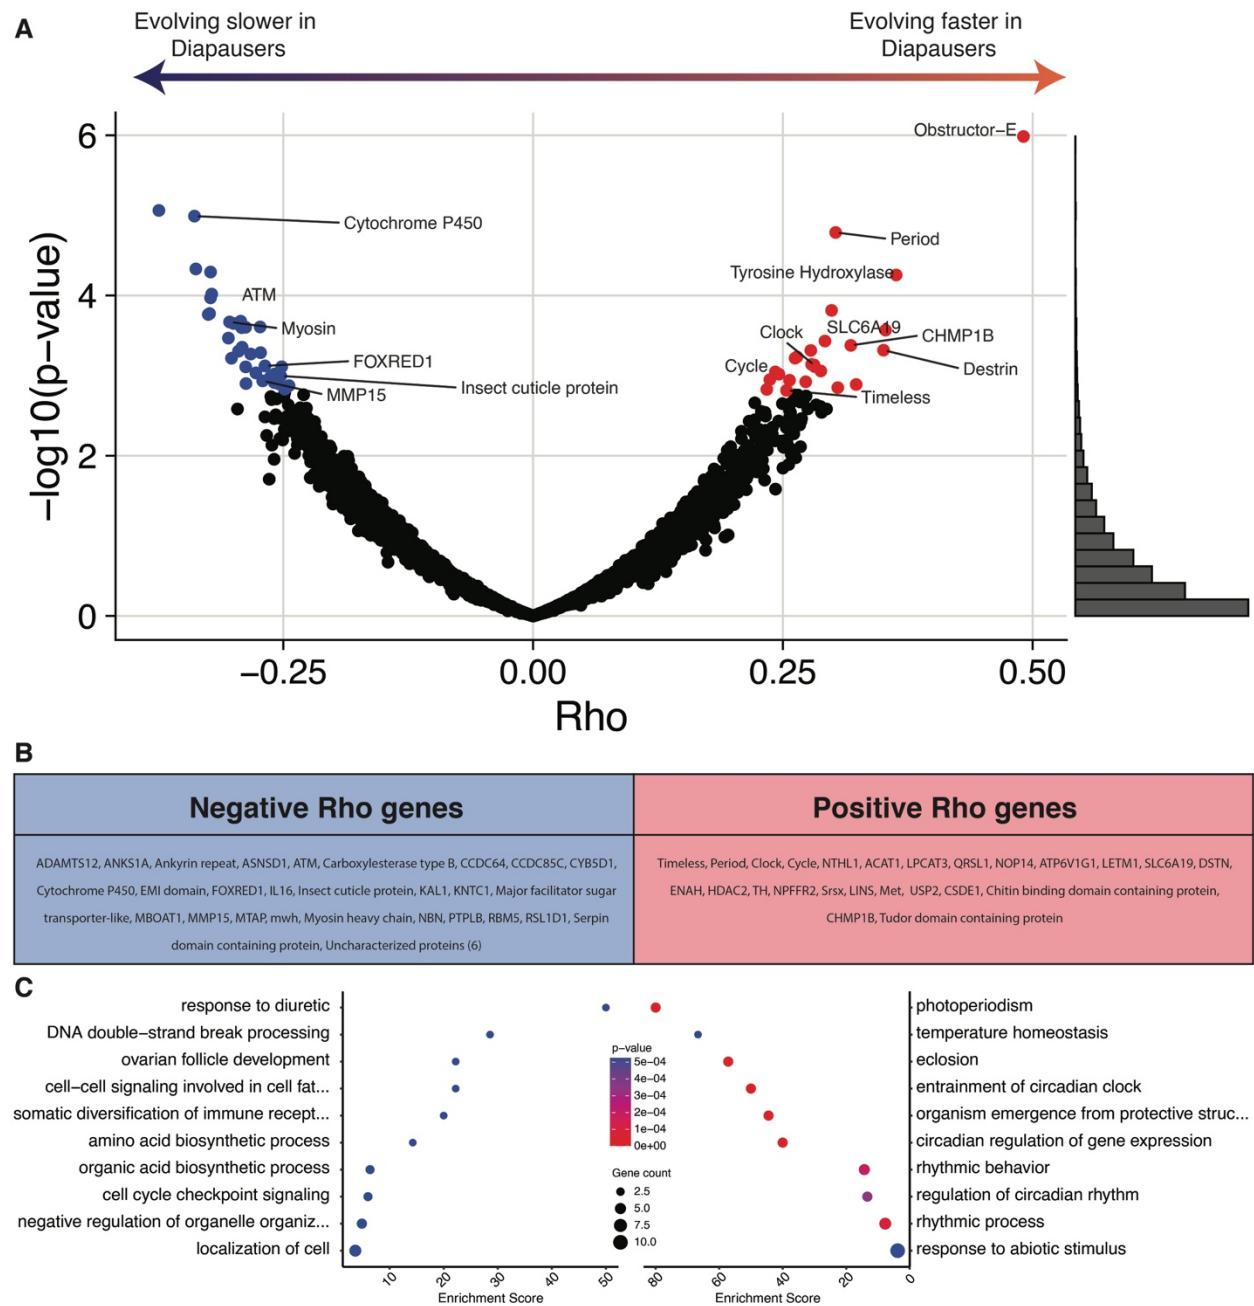 A
Evolving slower in
Diapausers
Evolving faster in
Diapausers
−log10(p−value)
6
4
2
0
Obstructor−E
Cytochrome P450
Period
Tyrosine Hydroxylase
ATM
Myosin
SLC6A19
Clock
CHMP1B
FOXRED1
Cycle
Destrin
Insect cuticle protein
MMP15
Timeless
−0.25
0.00
0.25
0.50
Rho
B
Negative Rho genes
Positive Rho genes
ADAMTS12, ANKS1A, Ankyrin repeat, ASNSD1, ATM, Carboxylesterase type B, CCDC64, CCDC85C, CYB5D1,
Cytochrome P450, EMI domain, FOXRED1, IL16, Insect cuticle protein, KAL1, KNTC1, Major facilitator sugar
transporter-like, MBOAT1, MMP15, MTAP, mwh, Myosin heavy chain, NBN, PTPLB, RBM5, RSL1D1, Serpin
domain containing protein, Uncharacterized proteins (6)
Timeless, Period, Clock, Cycle, NTHL1, ACAT1, LPCAT3, QRSL1, NOP14, ATP6V1G1, LETM1, SLC6A19, DSTN,
ENAH, HDAC2, TH, NPFFR2, Srsx, LINS, Met, USP2, CSDE1, Chitin binding domain containing protein,
CHMP1B, Tudor domain containing protein
C
response to diuretic
DNA double−strand break processing
ovarian follicle development
cell−cell signaling involved in cell fat...
somatic diversification of immune recept...
amino acid biosynthetic process
organic acid biosynthetic process
cell cycle checkpoint signaling
negative regulation of organelle organiz...
localization of cell
10
20
30
40
50
Enrichment Score
p−value
5e−04
4e−04
3e−04
2e−04
1e−04
0e+00
Gene count
2.5
5.0
7.5
10.0
photoperiodism
temperature homeostasis
eclosion
entrainment of circadian clock
organism emergence from protective struc...
circadian regulation of gene expression
rhythmic behavior
regulation of circadian rhythm
rhythmic process
response to abiotic stimulus
80
60
40
20
0
Enrichment Score